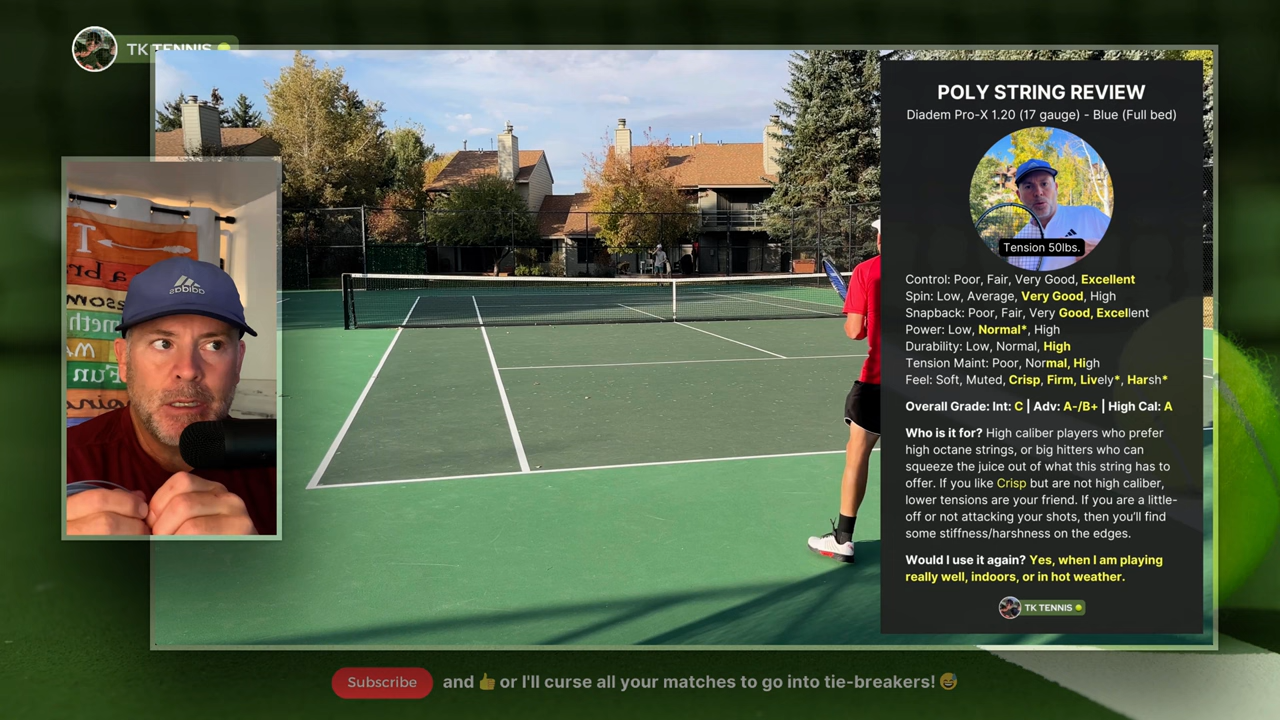 TK TENNIS
POLY STRING REVIEW
Diadem Pro-X 1.20 (17 gauge) - Blue (Full bed)
Tension 50lbs.
Control: Poor, Fair, Very Good, Excellent
Spin: Low, Average, Very Good, High
Snapback: Poor, Fair, Very Good, Excellent
Power: Low, Normal*, High
Durability: Low, Normal, High
Tension Maint: Poor, Normal, High
Feel: Soft, Muted, Crisp, Firm, Lively*, Harsh*
Overall Grade: Int: C | Adv: A-/B+ | High Cal: A
Who is it for? High caliber players who prefer
high octane strings, or big hitters who can
squeeze the juice out of what this string has to
offer. If you like Crisp but are not high caliber,
lower tensions are your friend. If you are a little-
off or not attacking your shots, then you'll find
some stiffness/harshness on the edges.
Would I use it again? Yes, when I am playing
really well, indoors, or in hot weather.
TK TENNIS
adidas
Subscribe and 👍 or I'll curse all your matches to go into tie-breakers! 😅